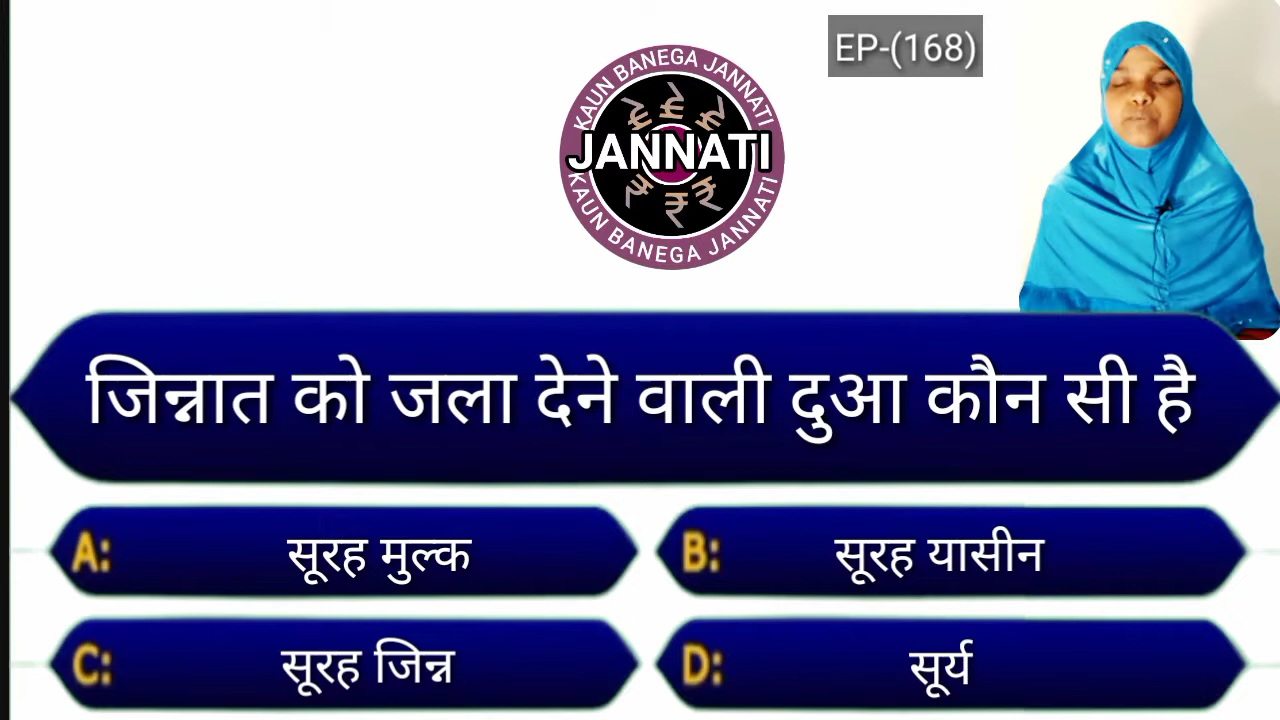 EP-(168)
KAUN BANEGA JANNATI
JANNATI
KAUN BANEGA JANNATI
जिन्नात को जला देने वाली दुआ कौन सी है
A: सूरह मुल्क
B: सूरह यासीन
C: सूरह जिन्न
D: सूर्य